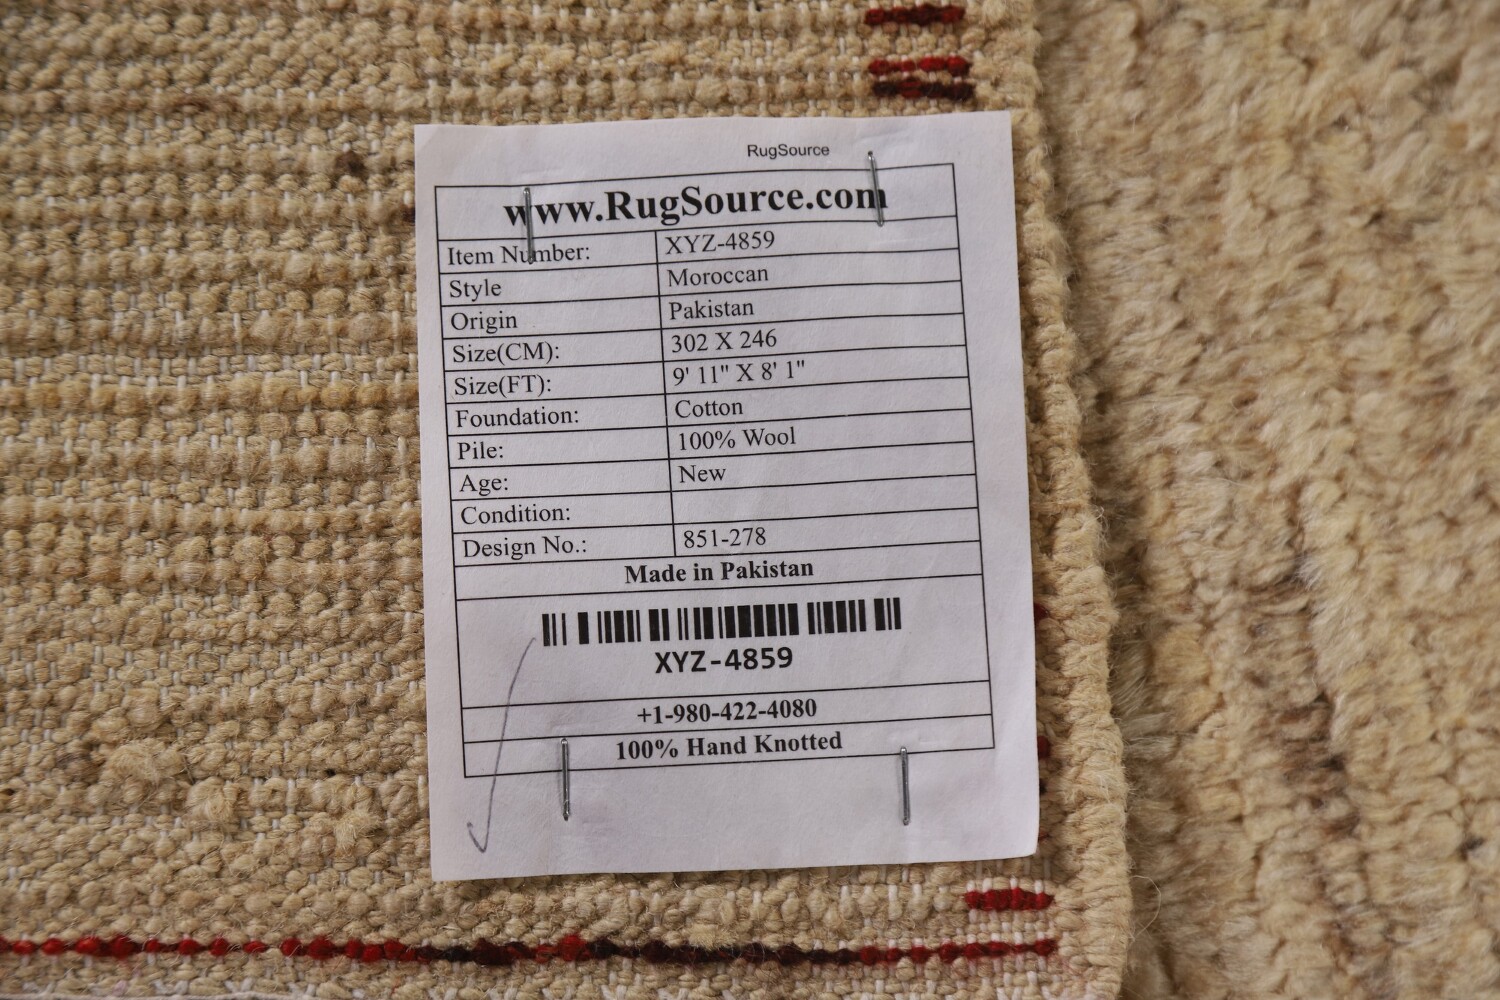 RugSource
www.RugSource.com
Item Number: XYZ-4859
Style Moroccan
Origin Pakistan
Size(CM): 302 X 246
Size(FT): 9' 11" X 8' 1"
Foundation: Cotton
Pile: 100% Wool
Age: New
Condition:
Design No.: 851-278
Made in Pakistan
XYZ-4859
+1-980-422-4080
100% Hand Knotted